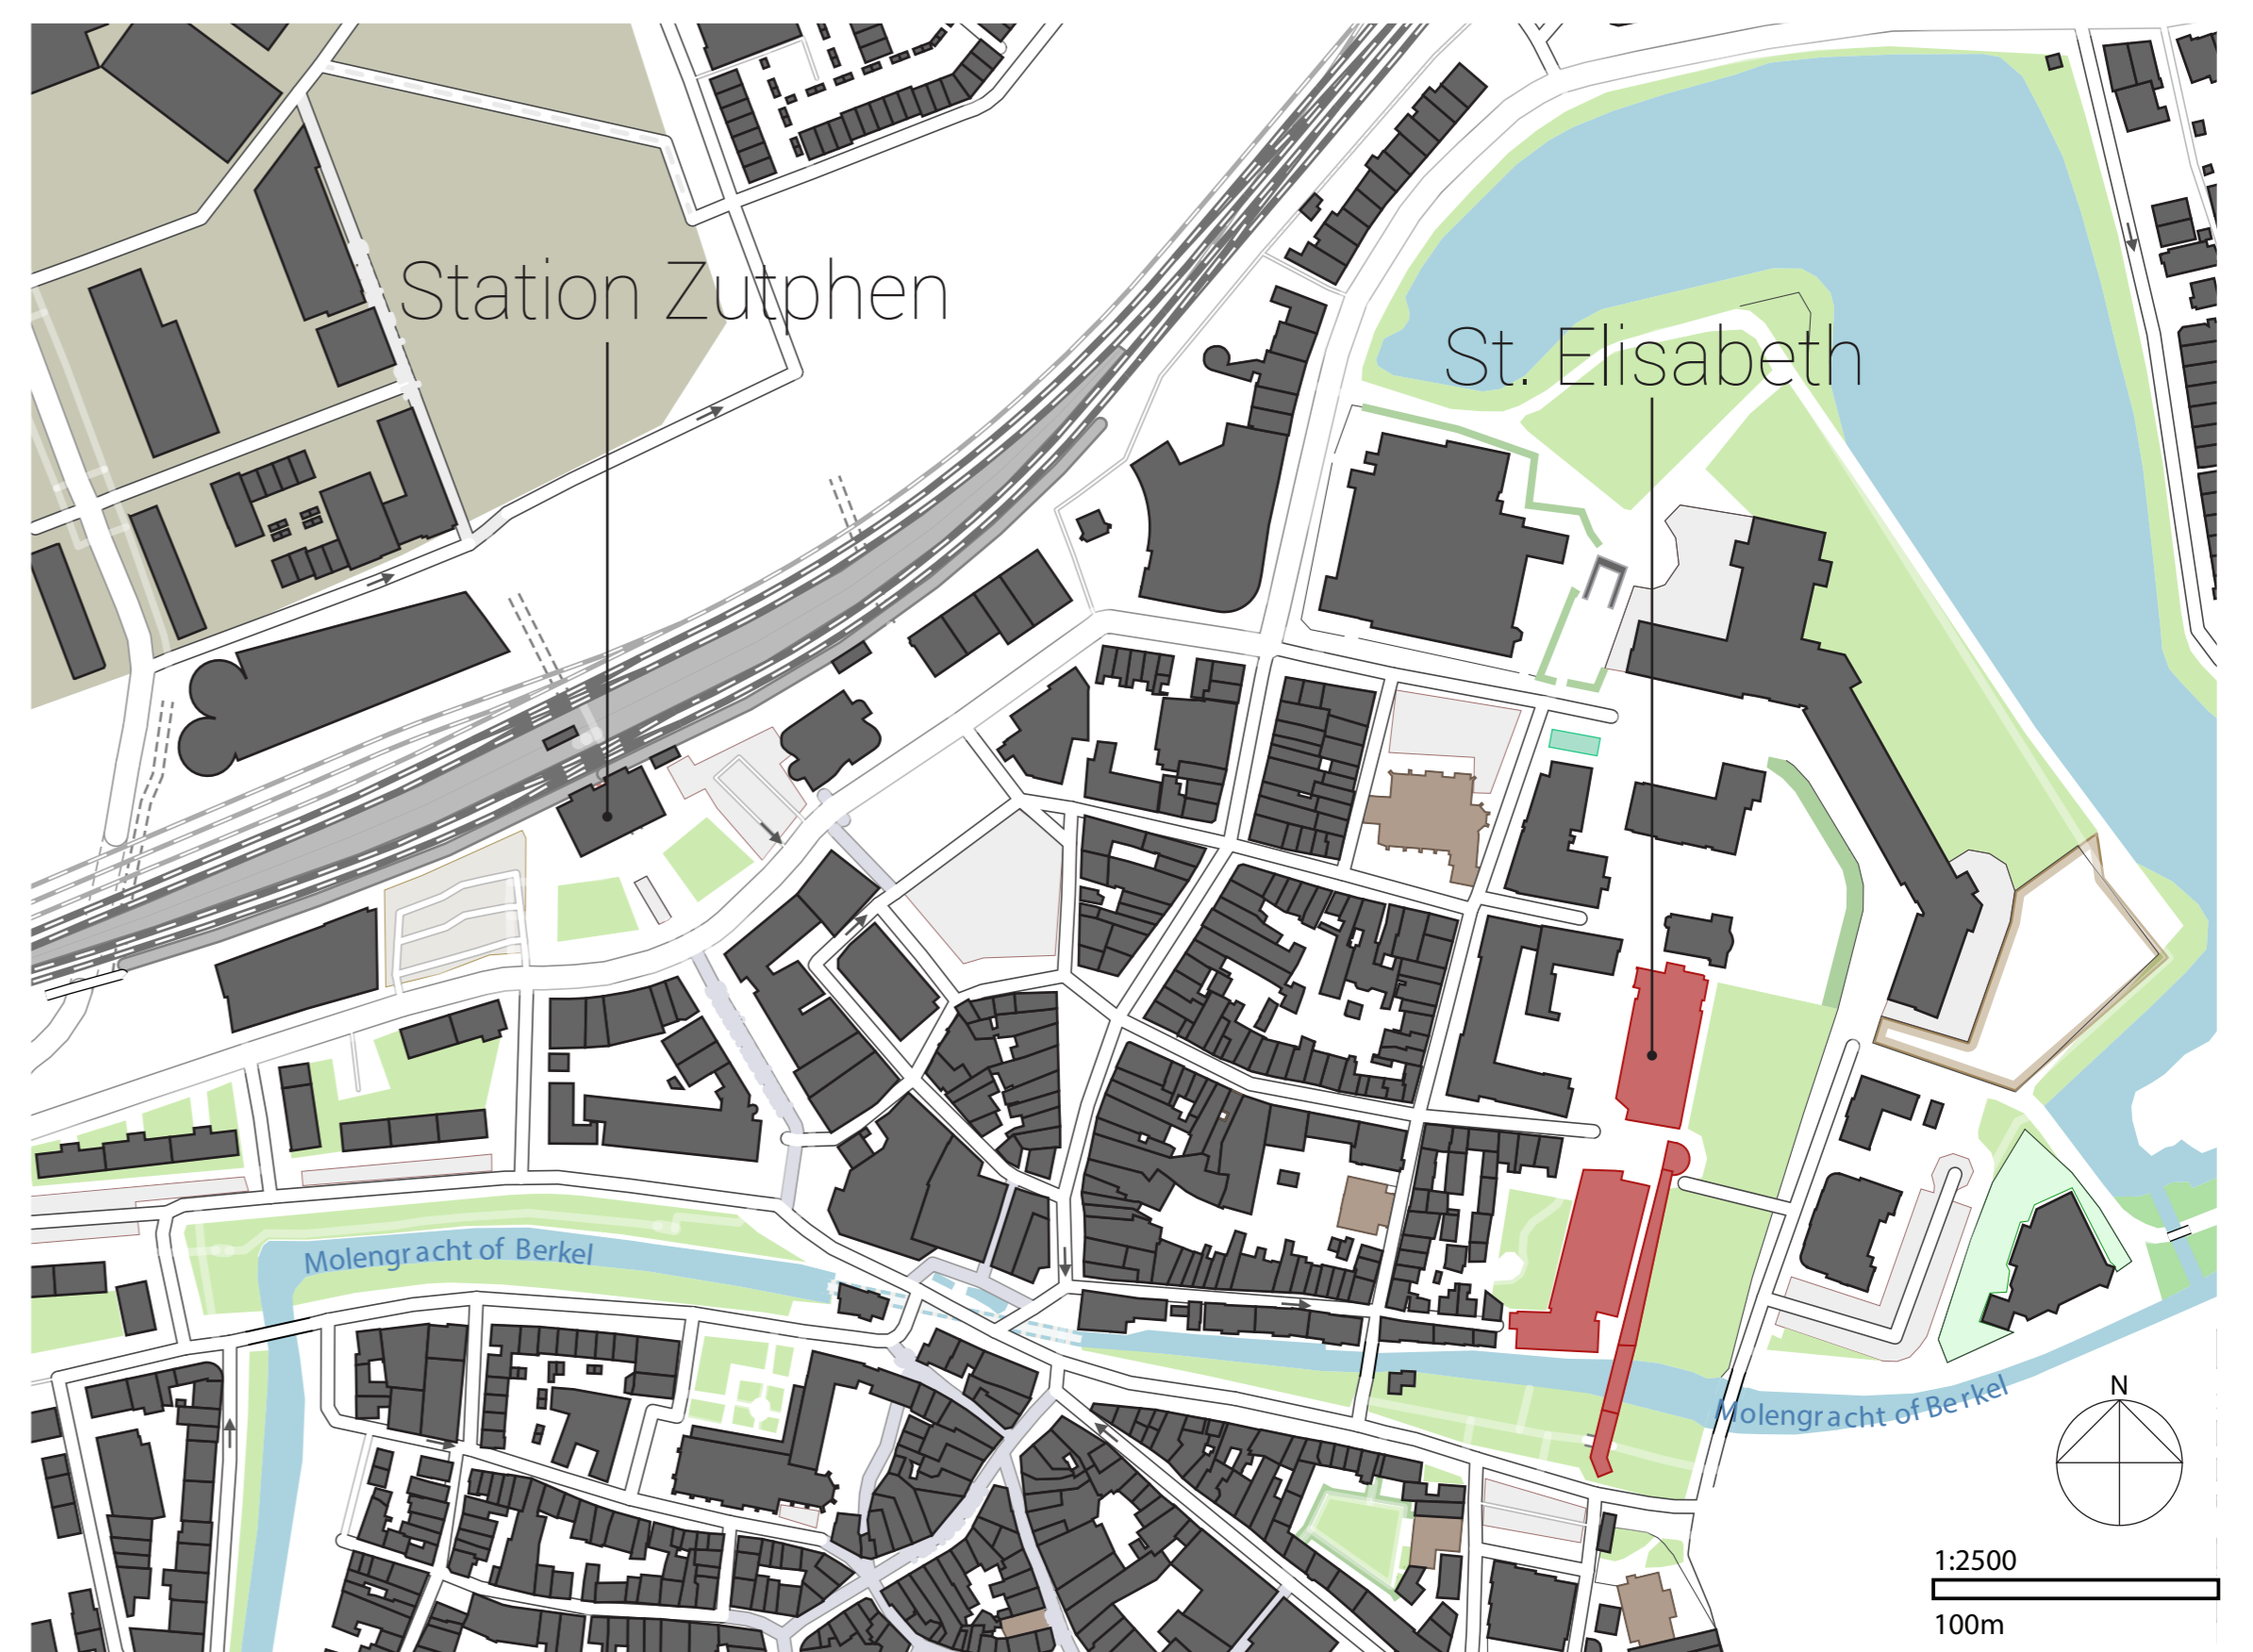 Station Zutphen
St. Elisabeth
Molengracht of Berkel
Molengracht of Berkel
N
1:2500
100m